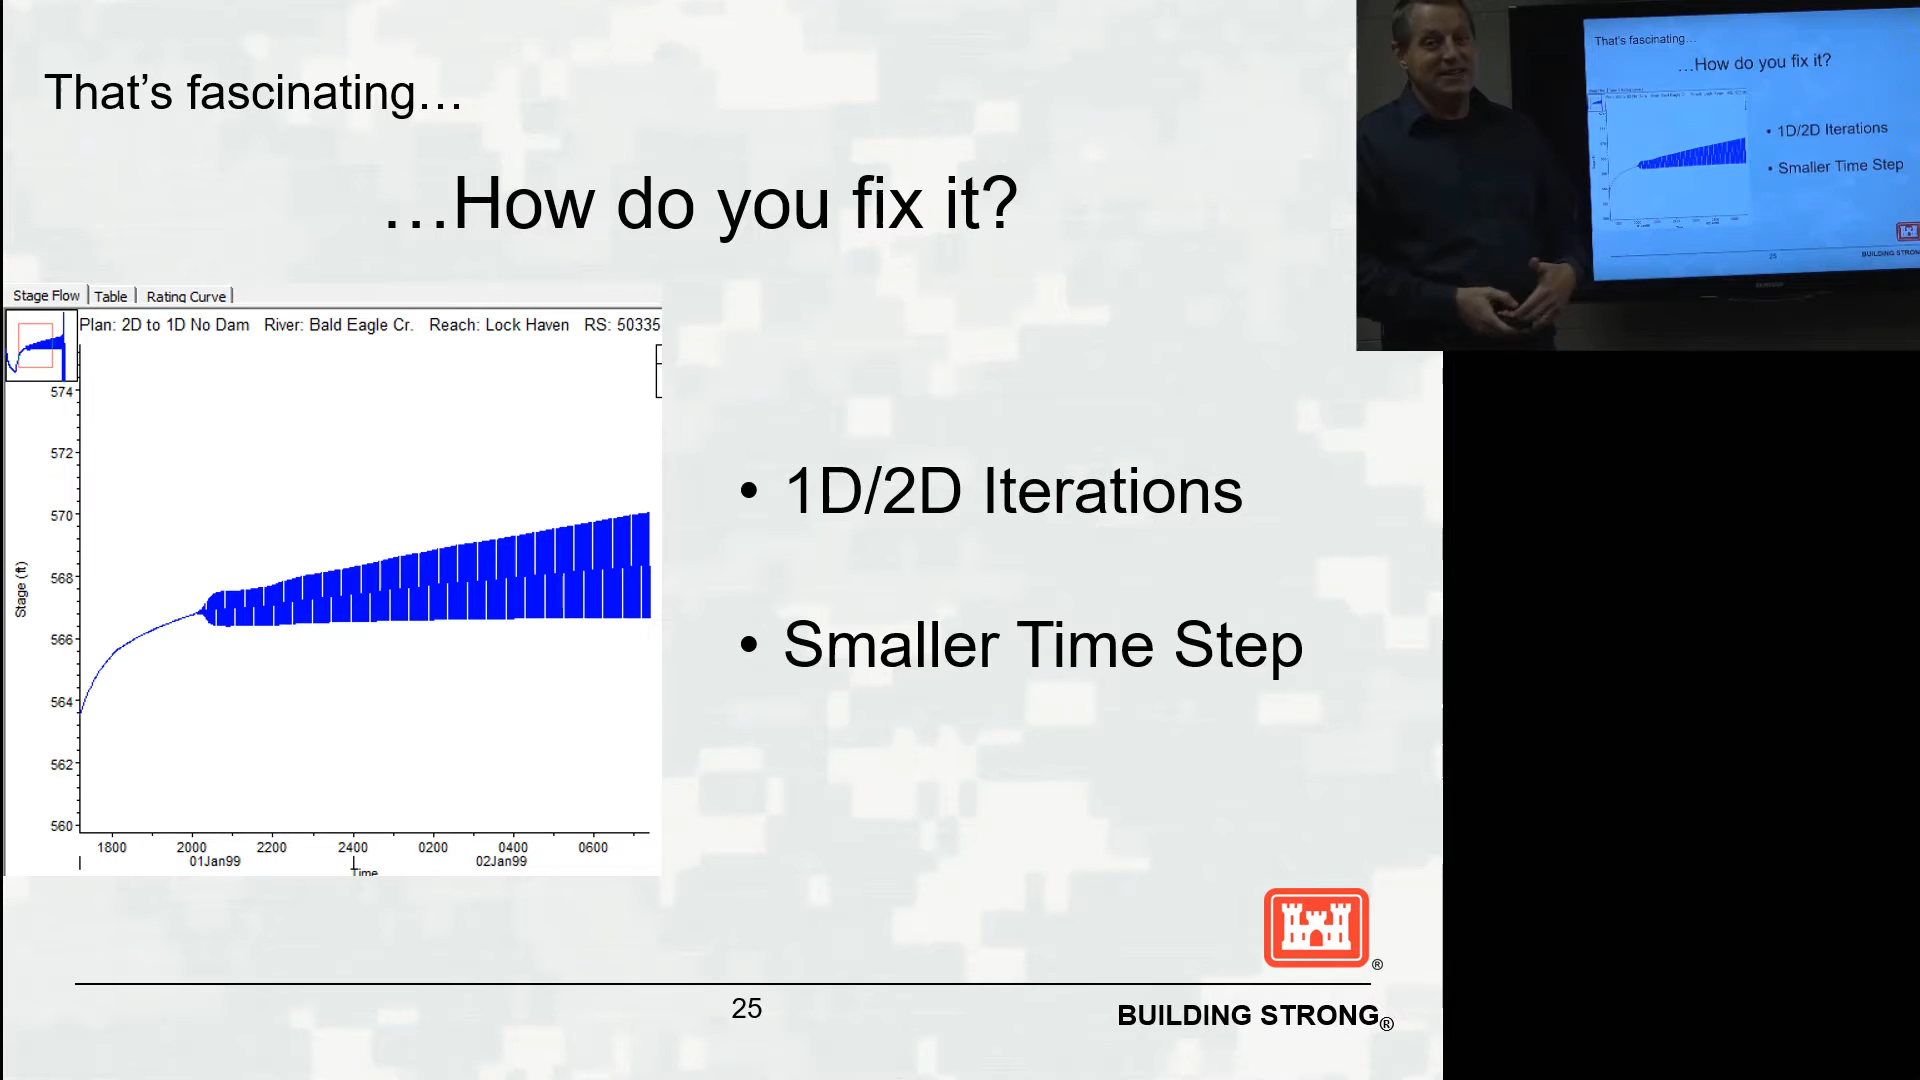 That's fascinating…
…How do you fix it?
Stage Flow Table Rating Curve
Plan: 2D to 1D No Dam River: Bald Eagle Cr. Reach: Lock Haven RS: 50335
574
572
570
568
566
564
562
560
Stage (ft)
1800 2000 2200 2400 0200 0400 0600
01Jan99 02Jan99
Time
• 1D/2D Iterations
• Smaller Time Step
®
25
BUILDING STRONG®
That's fascinating…
…How do you fix it?
• 1D/2D Iterations
• Smaller Time Step
25
BUILDING STRON